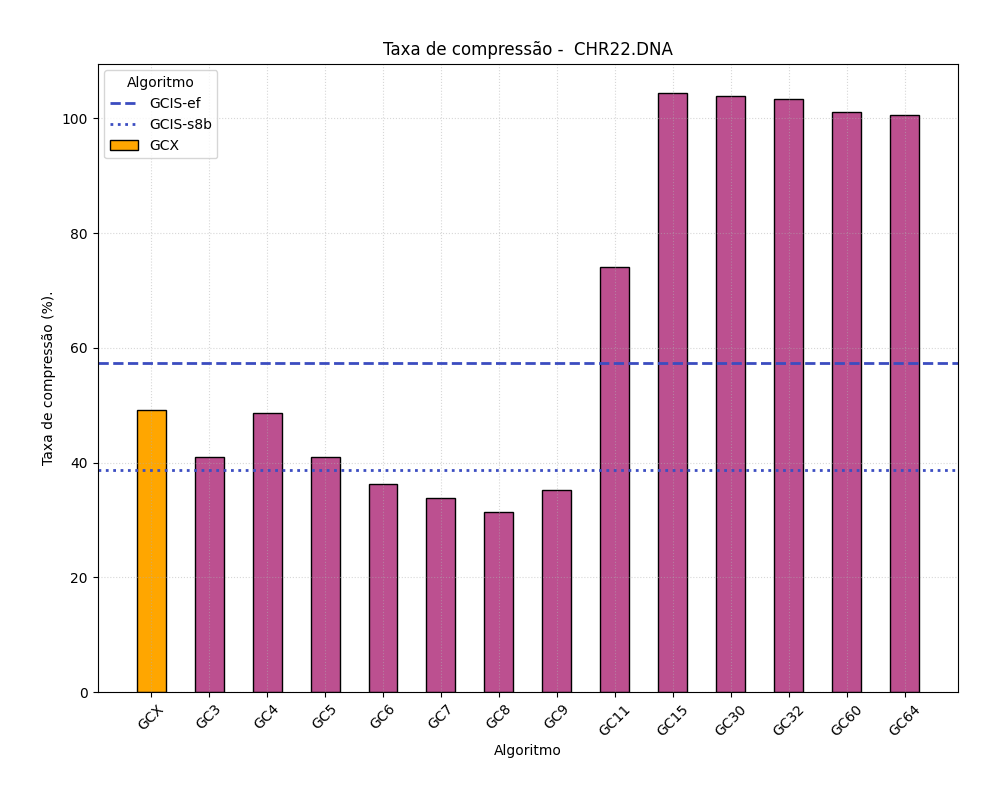 Taxa de compressão -  CHR22.DNA
Algoritmo
GCIS-ef
GCIS-s8b
GCX
Taxa de compressão (%).
100
80
60
40
20
0
GCX GC3 GC4 GC5 GC6 GC7 GC8 GC9 GC11 GC15 GC30 GC32 GC60 GC64
Algoritmo